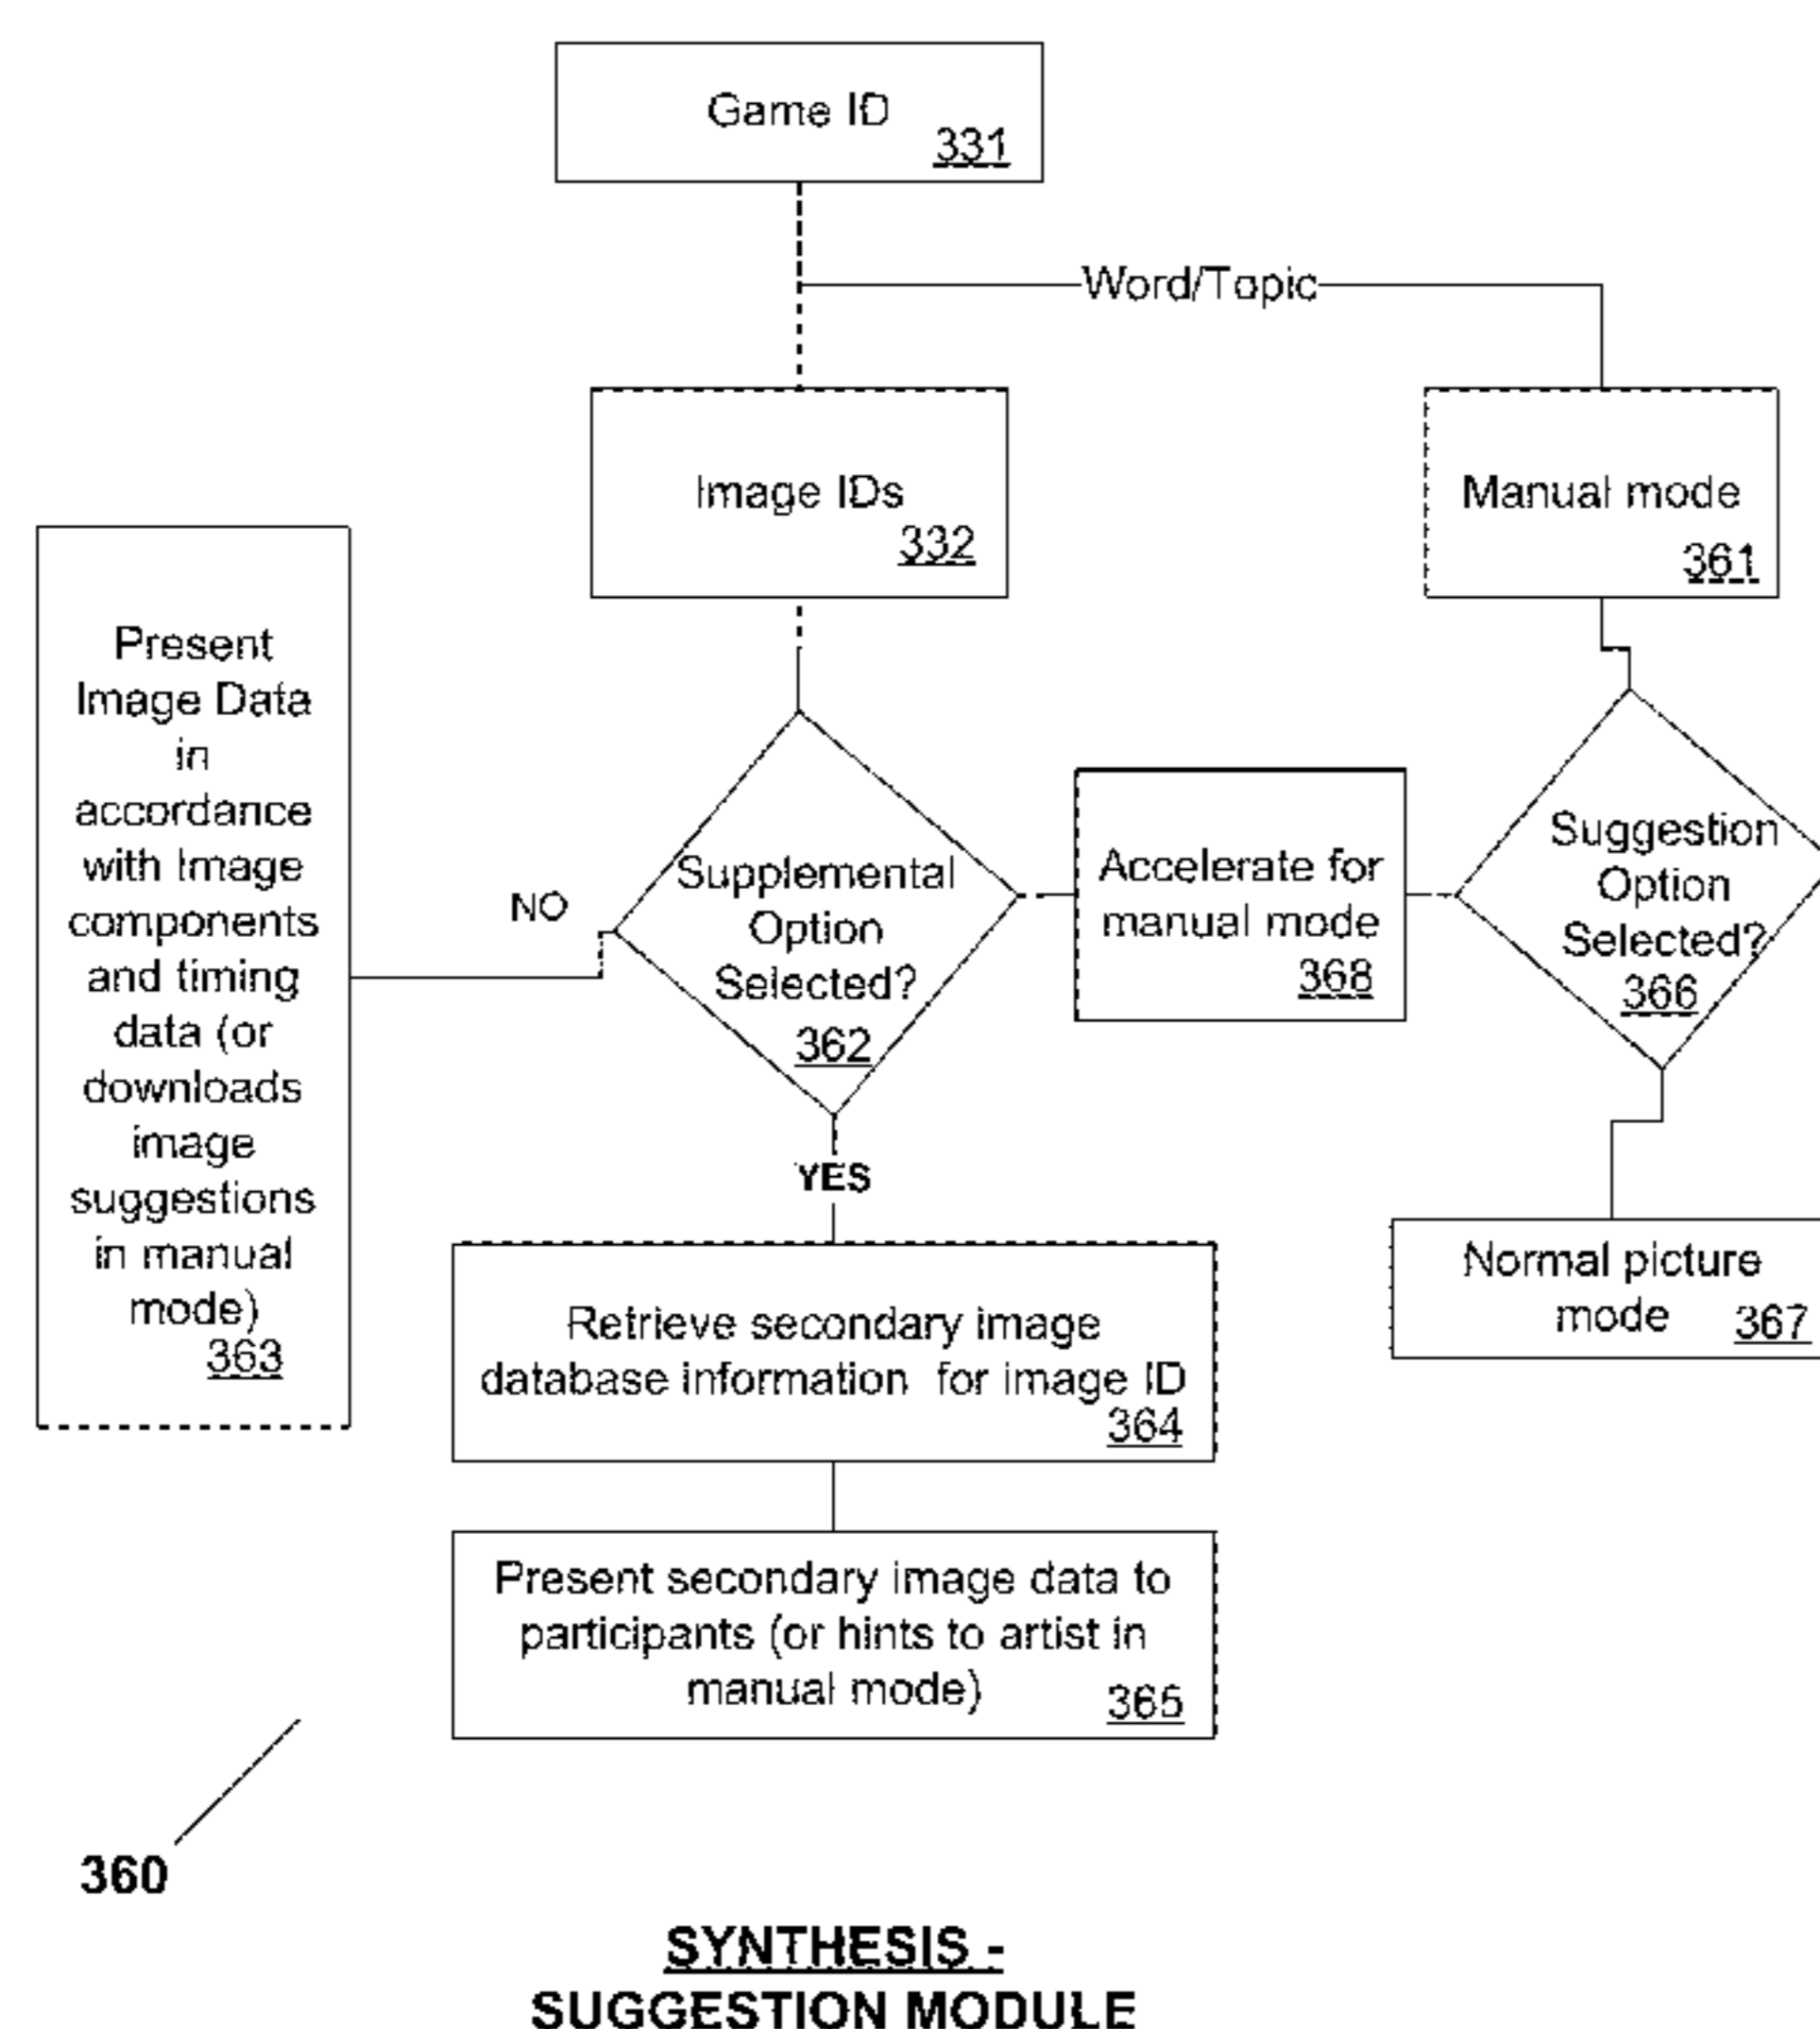 Game ID
331
Word/Topic
Image IDs
332
Manual mode
361
Present
Image Data
in
accordance
with Image
components
and timing
data (or
downloads
image
suggestions
in manual
mode)
363
NO
Supplemental
Option
Selected?
362
Accelerate for
manual mode
368
Suggestion
Option
Selected?
366
YES
Normal picture
mode 367
Retrieve secondary image
database information for image ID
364
Present secondary image data to
participants (or hints to artist in
manual mode) 365
360
SYNTHESIS -
SUGGESTION MODULE